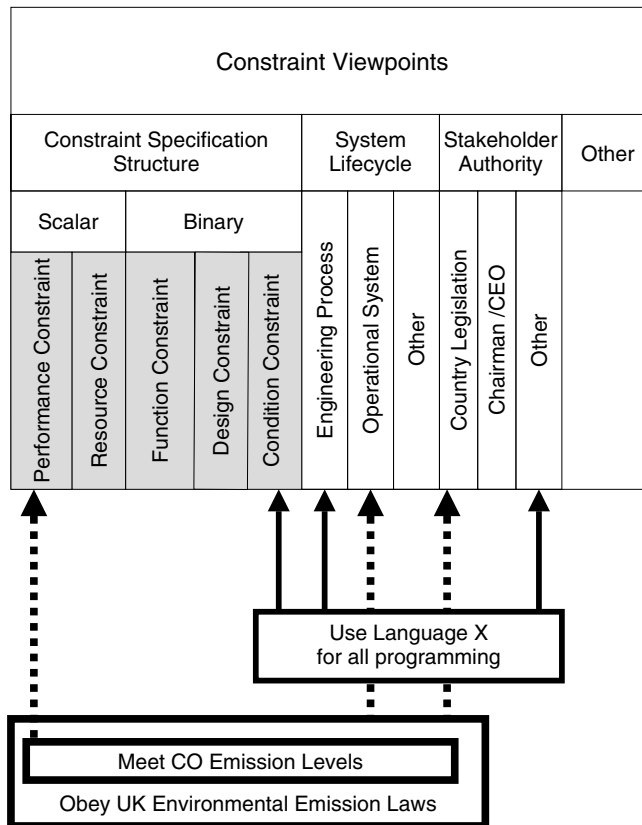 Constraint Viewpoints
Constraint Specification
Structure
System
Lifecycle
Stakeholder
Authority
Other
Scalar
Binary
Performance Constraint
Resource Constraint
Function Constraint
Design Constraint
Condition Constraint
Engineering Process
Operational System
Other
Country Legislation
Chairman /CEO
Other
Use Language X
for all programming
Meet CO Emission Levels
Obey UK Environmental Emission Laws